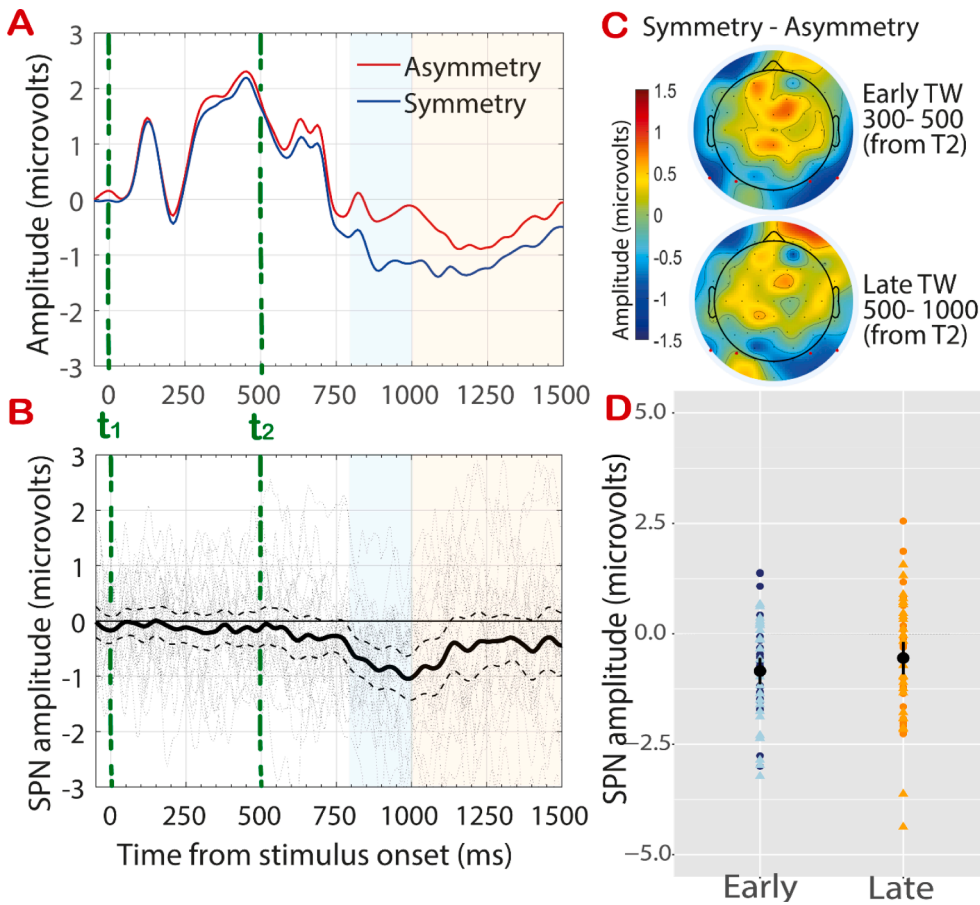 A
Amplitude (microvolts)
3
2
1
0
-1
-2
-3
Asymmetry
Symmetry
0 250 500 750 1000 1500
t1 t2
B
SPN amplitude (microvolts)
3
2
1
0
-1
-2
-3
0 250 500 750 1000 1500
Time from stimulus onset (ms)
C Symmetry - Asymmetry
Amplitude (microvolts)
1.5
1
0.5
0
-0.5
-1
-1.5
Early TW
300- 500
(from T2)
Late TW
500- 1000
(from T2)
D
SPN amplitude (microvolts)
5.0
2.5
0.0
−2.5
−5.0
Early Late